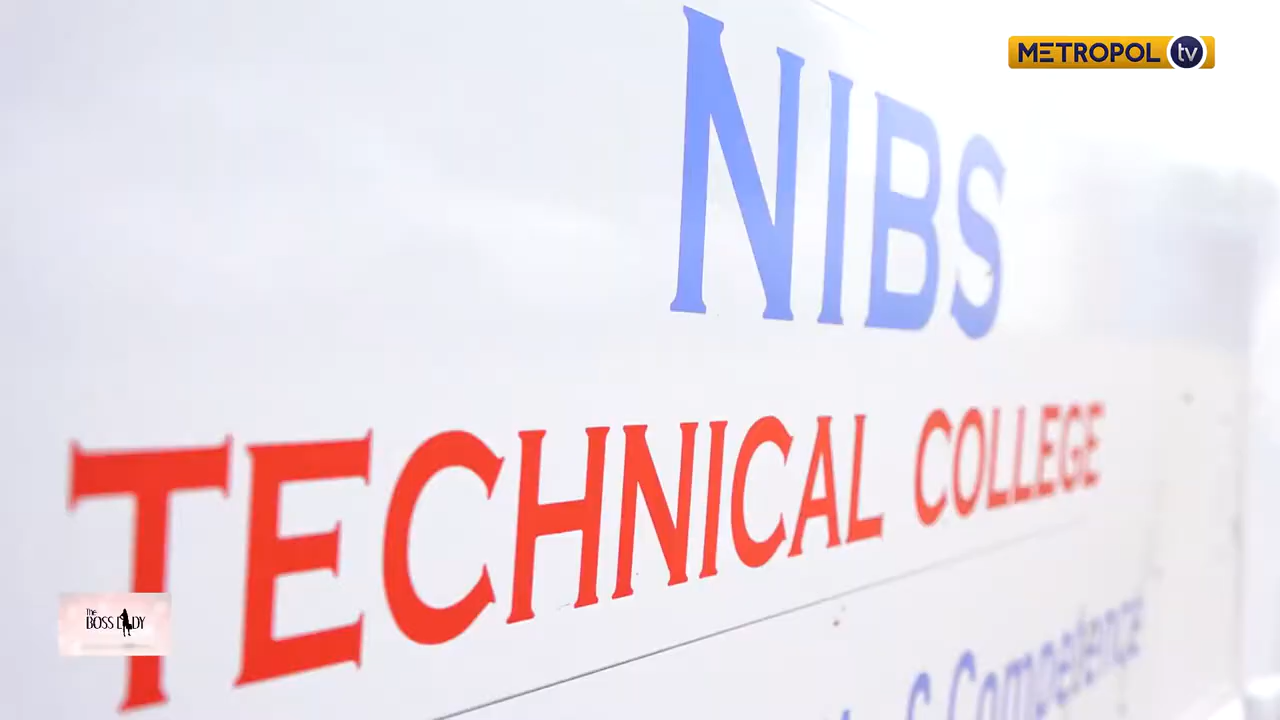 METROPOL tv
NIBS
TECHNICAL COLLEGE
The
BOSS LADY
Competence